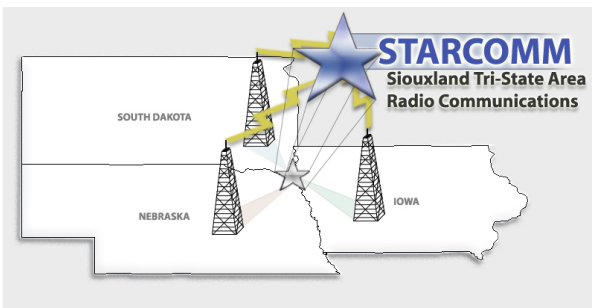 STARCOMM
Siouxland Tri-State Area
Radio Communications
SOUTH DAKOTA
IOWA
NEBRASKA